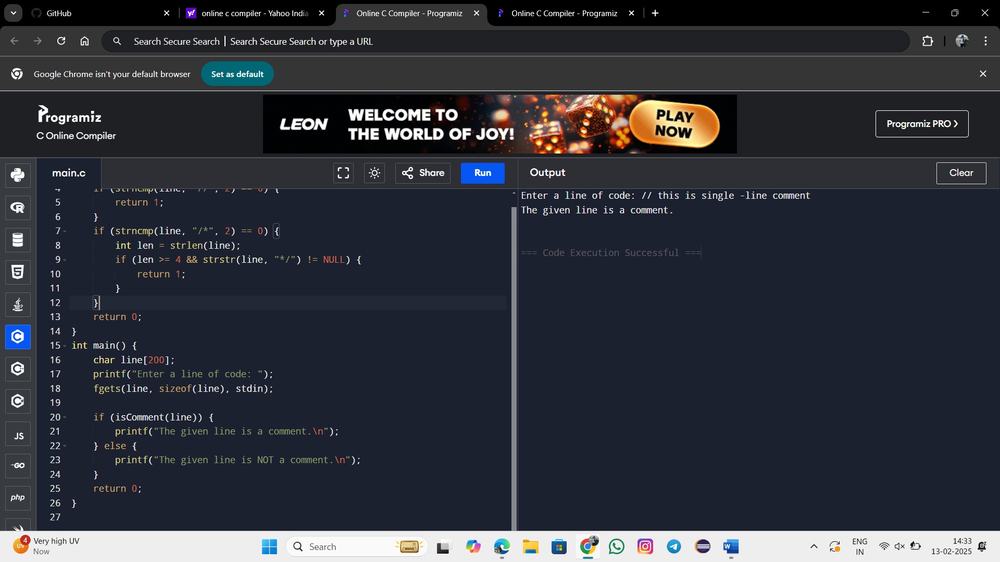 GitHub
online c compiler - Yahoo India
Online C Compiler - Programiz
Online C Compiler - Programiz
Search Secure Search | Search Secure Search or type a URL
Google Chrome isn't your default browser
Set as default
Programiz
C Online Compiler
LEON
WELCOME TO
THE WORLD OF JOY!
PLAY
NOW
Programiz PRO
main.c
Share
Run
Output
Clear
4 if (strncmp(line, "//", 2) == 0) {
5 return 1;
6 }
7 if (strncmp(line, "/*", 2) == 0) {
8 int len = strlen(line);
9 if (len >= 4 && strstr(line, "*/") != NULL) {
10 return 1;
11 }
12 }
13 return 0;
14 }
15 int main() {
16 char line[200];
17 printf("Enter a line of code: ");
18 fgets(line, sizeof(line), stdin);
19
20 if (isComment(line)) {
21 printf("The given line is a comment.\n");
22 } else {
23 printf("The given line is NOT a comment.\n");
24 }
25 return 0;
26 }
27
Enter a line of code: // this is single -line comment
The given line is a comment.
=== Code Execution Successful ===
JS
GO
php
UV
4
Very high UV
Now
Search
ENG
IN
14:33
13-02-2025